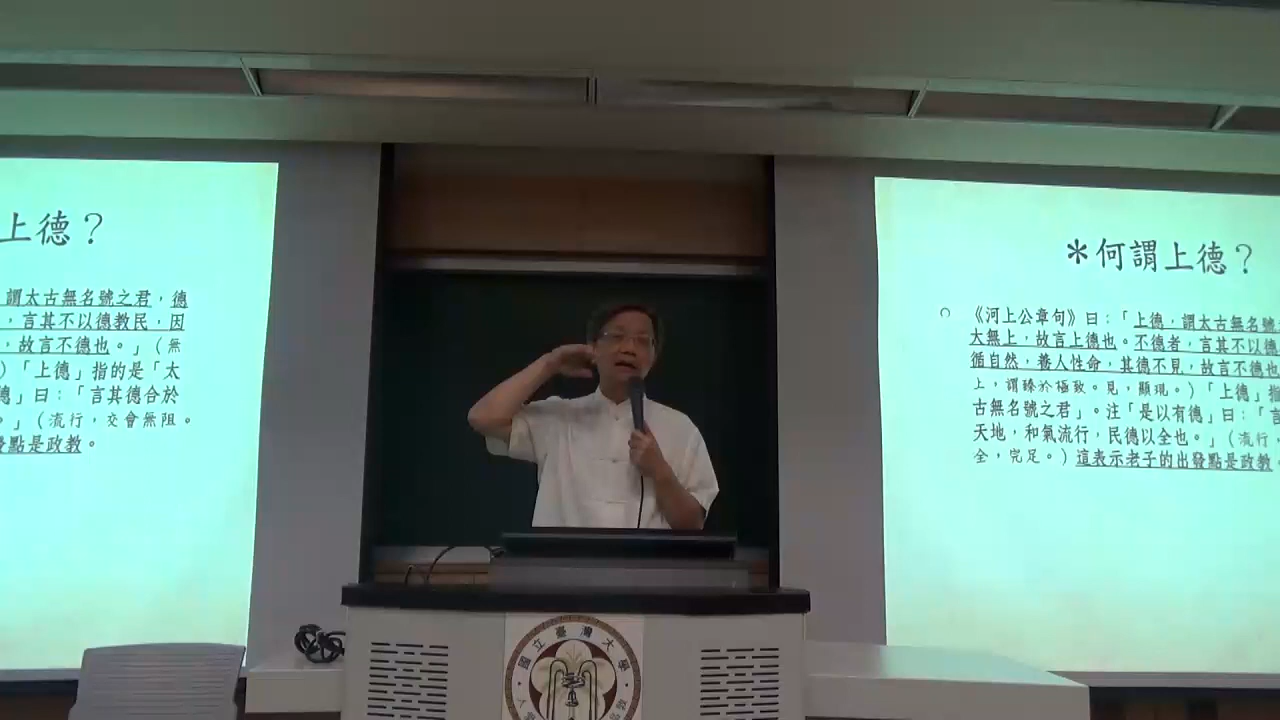 上德？
謂太古無名號之君，德
，言其不以德教民，因
，故言不德也。」（無
）「上德」指的是「太
德」曰：「言其德合於
。」（流行，交會無阻。
發點是政教。
＊何謂上德？
《河上公章句》曰：「上德，謂太古無名號
大無上，故言上德也。不德者，言其不以德
循自然，養人性命，其德不見，故言不德也
上，謂臻於極致。見，顯現。）「上德」指
古無名號之君」。注「是以有德」曰：「言
天地，和氣流行，民德以全也。」（流行，
全，完足。）這表示老子的出發點是政教。
國立臺灣大學